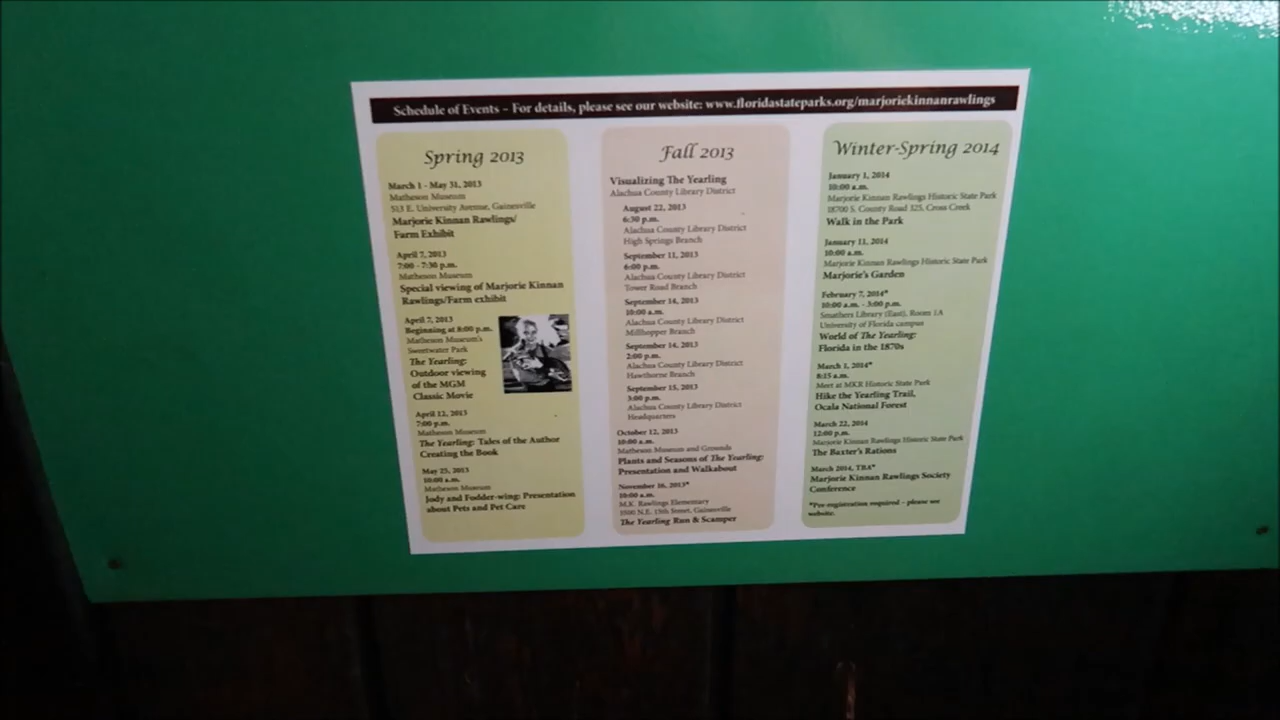 Schedule of Events – For details, please see our website: www.floridastateparks.org/marjoriekinnanrawlings
Spring 2013
March 1 - May 31, 2013
Matheson Museum
513 E. University Avenue, Gainesville
Marjorie Kinnan Rawlings/
Farm Exhibit
April 7, 2013
7:00 - 7:30 p.m.
Matheson Museum
Special viewing of Marjorie Kinnan
Rawlings/Farm exhibit
April 7, 2013
Beginning at 8:00 p.m.
Matheson Museum's
Sweetwater Park
The Yearling:
Outdoor viewing
of the MGM
Classic Movie
April 12, 2013
7:00 p.m.
Matheson Museum
The Yearling: Tales of the Author
Creating the Book
May 25, 2013
10:00 a.m.
Matheson Museum
Jody and Fodder-wing: Presentation
about Pets and Pet Care
Fall 2013
Visualizing The Yearling
Alachua County Library District
August 22, 2013
6:30 p.m.
Alachua County Library District
High Springs Branch
September 11, 2013
6:00 p.m.
Alachua County Library District
Tower Road Branch
September 14, 2013
10:00 a.m.
Alachua County Library District
Millhopper Branch
September 14, 2013
2:00 p.m.
Alachua County Library District
Hawthorne Branch
September 15, 2013
3:00 p.m.
Alachua County Library District
Headquarters
October 12, 2013
10:00 a.m.
Matheson Museum and Grounds
Plants and Seasons of The Yearling:
Presentation and Walkabout
November 16, 2013*
10:00 a.m.
M.K. Rawlings Elementary
3500 N.E. 15th Street, Gainesville
The Yearling Run & Scamper
Winter-Spring 2014
January 1, 2014
10:00 a.m.
Marjorie Kinnan Rawlings Historic State Park
18700 S. County Road 325, Cross Creek
Walk in the Park
January 11, 2014
10:00 a.m.
Marjorie Kinnan Rawlings Historic State Park
Marjorie's Garden
February 7, 2014*
10:00 a.m. - 3:00 p.m.
Smathers Library (East), Room 1A
University of Florida campus
World of The Yearling:
Florida in the 1870s
March 1, 2014*
8:15 a.m.
Meet at MKR Historic State Park
Hike the Yearling Trail,
Ocala National Forest
March 22, 2014
12:00 p.m.
Marjorie Kinnan Rawlings Historic State Park
The Baxter's Rations
March 2014, TBA*
Marjorie Kinnan Rawlings Society
Conference
*Pre-registration required – please see
website.